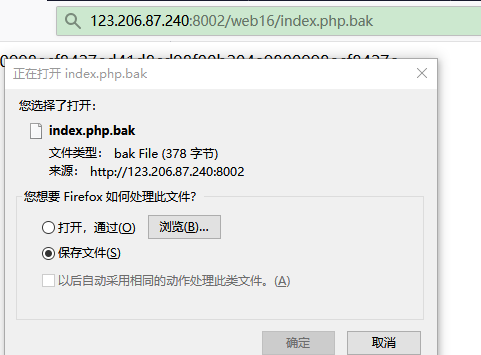 123.206.87.240:8002/web16/index.php.bak
正在打开 index.php.bak
您选择了打开：
index.php.bak
文件类型： bak File (378 字节)
来源： http://123.206.87.240:8002
您想要 Firefox 如何处理此文件？
打开，通过(O) 浏览(B)...
保存文件(S)
以后自动采用相同的动作处理此类文件。(A)
确定 取消